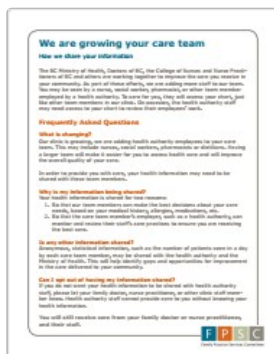 We are growing your care team
How we share your information
The BC Ministry of Health, Doctors of BC, the College of Nurses and Nurse Practi-
tioners of BC and others are working together to improve the care you receive in
your community. As part of these efforts, we are adding more staff to our team.
You may be seen by a nurse, social worker, pharmacist, or other team member
employed by a health authority. To care for you, they will access your chart, just
like other team members in our clinic. On occasion, the health authority staff
may need access to your chart to review their employees' work.
Frequently Asked Questions
What is changing?
Our clinic is growing, we are adding health authority employees to your care
team. This may include nurses, social workers, pharmacists or dietitians. Having
a larger team will make it easier for you to access health care and will improve
the overall quality of your care.
In order to provide you with care, your health information may need to be
shared with these team members.
Why is my information being shared?
Your health information is shared for two reasons:
1. So that our team members can make the best decisions about your care
needs, based on your medical history, allergies, medications, etc.
2. So that the care team member's employer, such as a health authority can
monitor and review their staff's care practices to ensure you are receiving
the best care.
Is any other information shared?
Anonymous, statistical information, such as the number of patients seen in a day
by each care team member, may be shared with the health authority and the
Ministry of Health. This will help identify gaps and opportunities for improvement
in the care delivered to your community.
Can I opt out of having my information shared?
If you do not want your health information to be shared with health authority
staff, please let your family doctor, nurse practitioner, or other clinic staff mem-
ber know. Health authority staff cannot provide care to you without knowing your
health information.
You will still receive care from your family doctor or nurse practitioner,
and their staff.
FPSC
Family Practice Services Committee